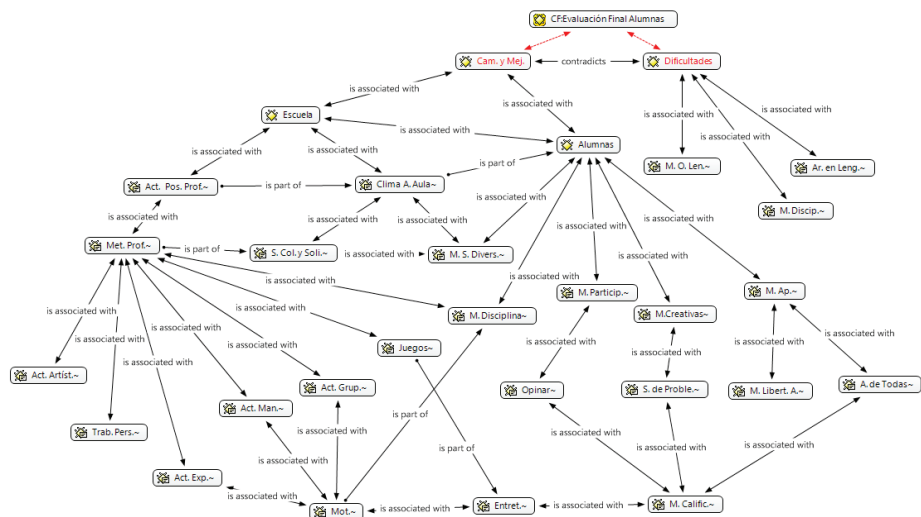 CF:Evaluación Final Alumnas
Cam. y Mej.
contradicts
Dificultades
is associated with
is associated with
is associated with
is associated with
is associated with
Escuela
is associated with
Alumnas
is associated with
is associated with
is part of
M. O. Len.~
Ar. en Leng.~
Act. Pos. Prof.~
is part of
Clima A. Aula~
is associated with
M. Discip.~
is associated with
is associated with
is associated with
is associated with
Met. Prof.~
is part of
S. Col. y Soli.~
is associated with
M. S. Divers.~
is associated with
is associated with
is associated with
is associated with
M. Particip.~
M. Ap.~
is associated with
M. Disciplina~
M.Creativas~
is associated with
is associated with
is associated with
Juegos~
is associated with
is associated with
is associated with
is associated with
is associated with
Act. Artíst.~
Act. Grup.~
Opinar~
S. de Proble.~
M. Libert. A.~
A. de Todas~
Act. Man.~
is part of
Trab. Pers.~
is associated with
is associated with
is associated with
is associated with
is part of
is associated with
is associated with
Act. Exp.~
is associated with
Mot.~
is associated with
Entret.~
is associated with
M. Calific.~